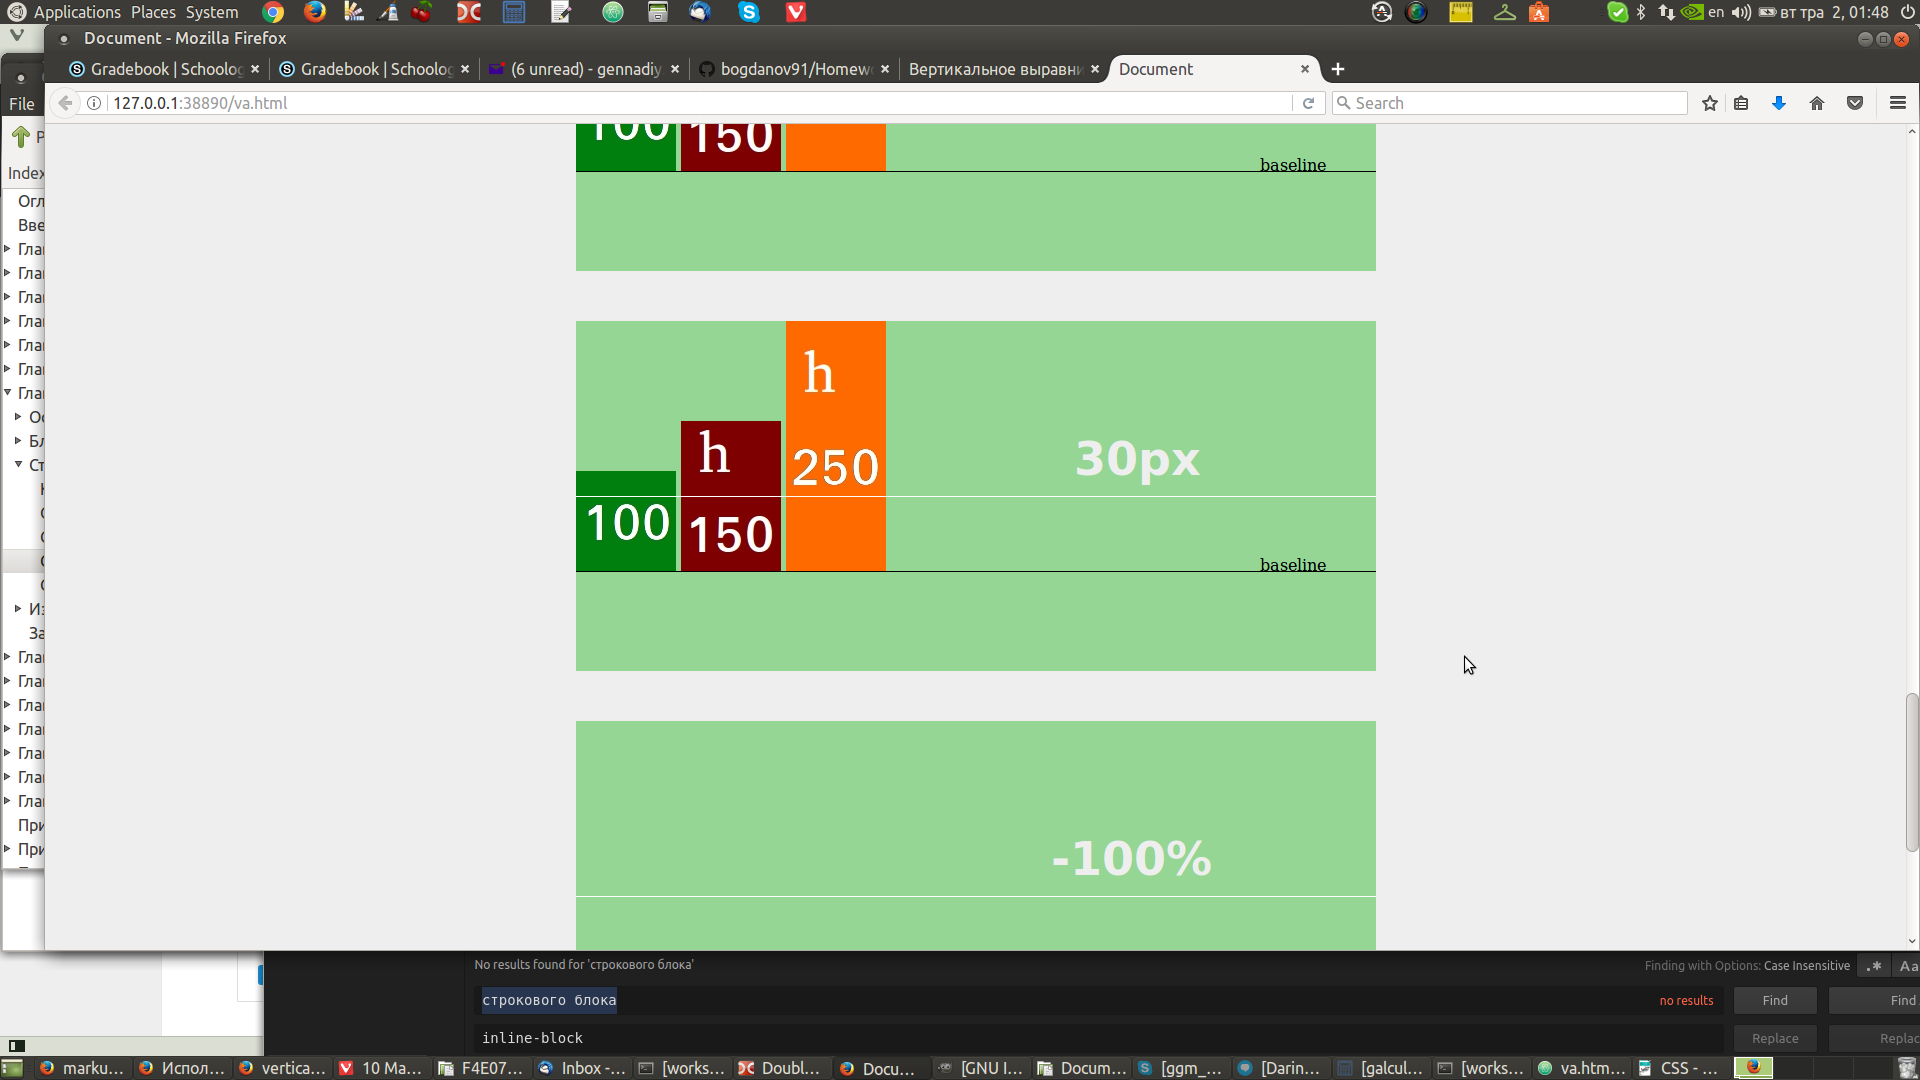 Applications Places System
en
вт тра 2, 01:48
Document - Mozilla Firefox
Gradebook | Schoolog
Gradebook | Schoolog
(6 unread) - gennadiy
bogdanov91/Homew
Вертикальное выравни
Document
127.0.0.1:38890/va.html
Search
File
Index
Огл
Вве
Гла
Гла
Гла
Гла
Гла
Гла
Гла
Ос
Бл
Ст
Из
За
Гла
Гла
Гла
Гла
Гла
Гла
Гла
При
При
100
150
baseline
h
h
250
30px
100
150
baseline
-100%
No results found for 'строкового блока'
Finding with Options: Case Insensitive
.*
Aa
строкового блока
no results
Find
Find
inline-block
Replace
Replac
marku...
Испол...
vertica...
10 Ma...
F4E07...
Inbox -...
[works...
Doubl...
Docu...
[GNU I...
Docum...
[ggm_...
[Darin...
[galcul...
[works...
va.htm...
CSS - ...